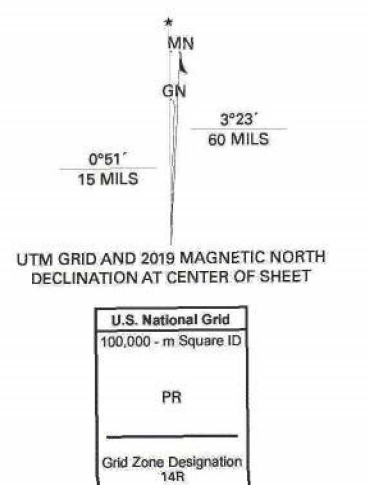 *
MN
GN
3°23´
60 MILS
0°51´
15 MILS
UTM GRID AND 2019 MAGNETIC NORTH
DECLINATION AT CENTER OF SHEET
U.S. National Grid
100,000 - m Square ID
PR
Grid Zone Designation
14R